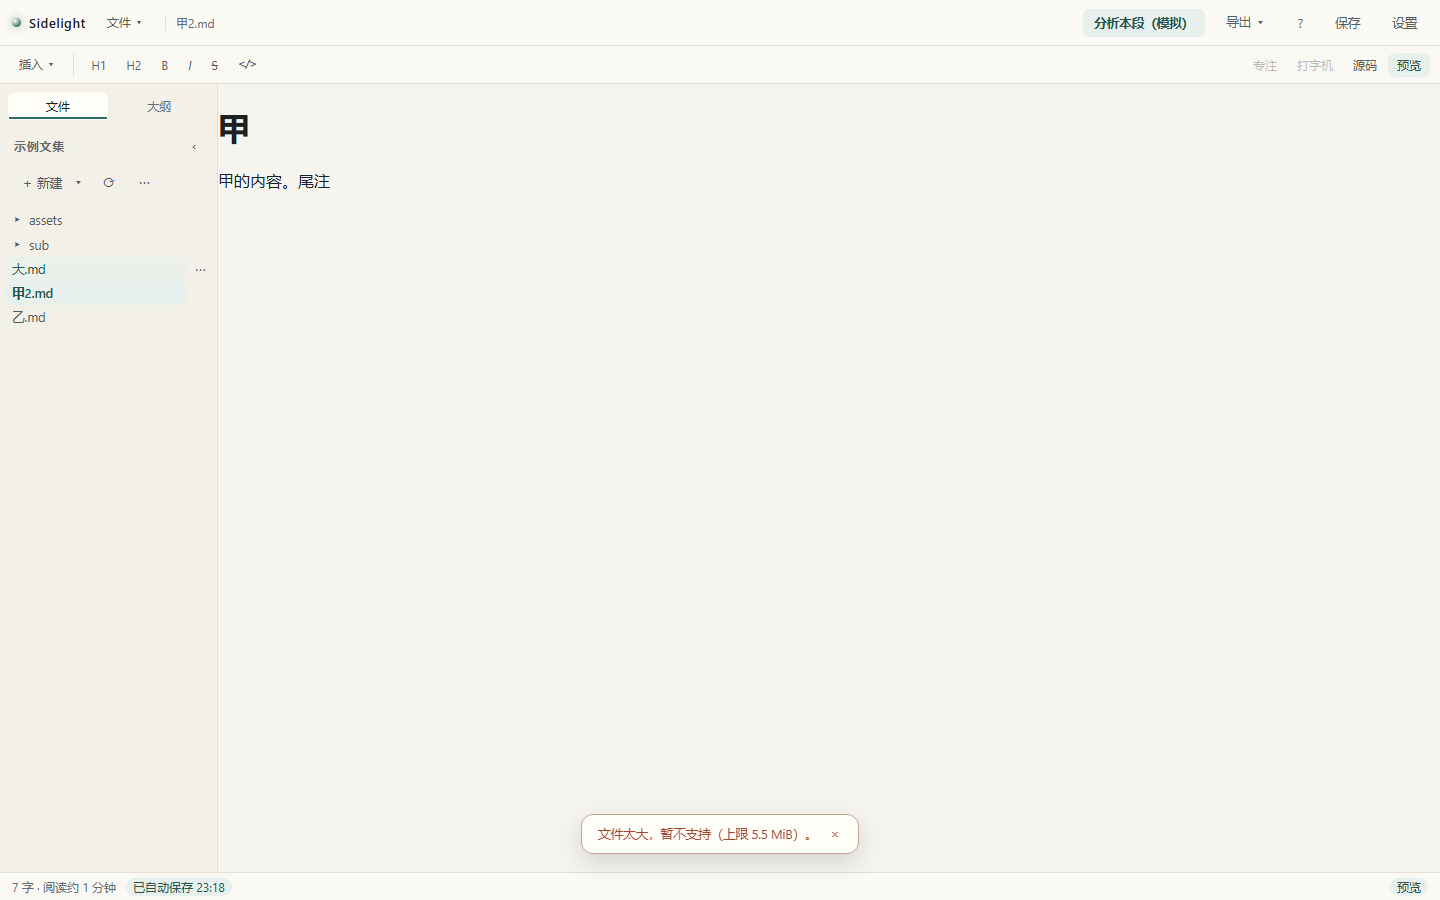 Sidelight 文件 甲2.md 分析本段（模拟） 导出 ? 保存 设置
插入 H1 H2 B I S </> 专注 打字机 源码 预览
文件 大纲
示例文集
+ 新建 ···
assets
sub
大.md ···
甲2.md
乙.md
甲
甲的内容。尾注
文件太大，暂不支持（上限 5.5 MiB）。 ×
7 字 · 阅读约 1 分钟 已自动保存 23:18 预览